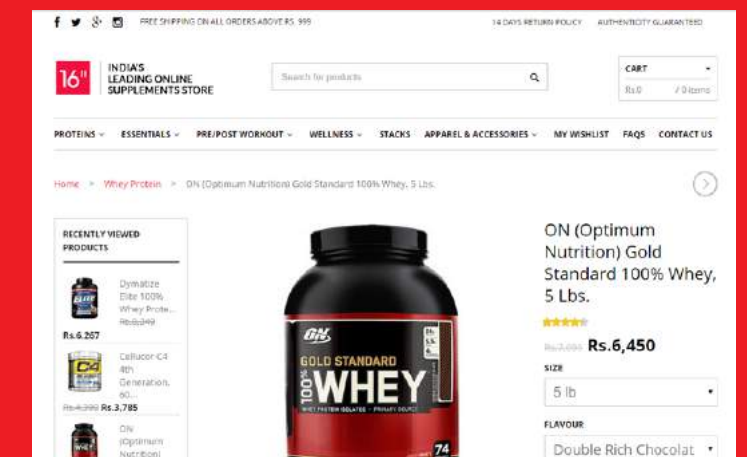 FREE SHIPPING ON ALL ORDERS ABOVE RS. 999
14 DAYS RETURN POLICY
AUTHENTICITY GUARANTEED
16"
INDIA'S
LEADING ONLINE
SUPPLEMENTS STORE
Search for products
CART
Rs.0 / 0 items
PROTEINS ESSENTIALS PRE/POST WORKOUT WELLNESS STACKS APPAREL & ACCESSORIES MY WISHLIST FAQS CONTACT US
Home > Whey Protein > ON (Optimum Nutrition) Gold Standard 100% Whey, 5 Lbs.
RECENTLY VIEWED
PRODUCTS
Dymatize
Elite 100%
Whey Prote...
Rs.6,267
Cellucor C4
4th
Generation,
60...
Rs.3,785
ON
(Optimum
Nutrition)
ON
GOLD STANDARD
100% WHEY
WHEY PROTEIN ISOLATES - PRIMARY SOURCE
74
ON (Optimum
Nutrition) Gold
Standard 100% Whey,
5 Lbs.
Rs.6,450
SIZE
5 lb
FLAVOUR
Double Rich Chocolat